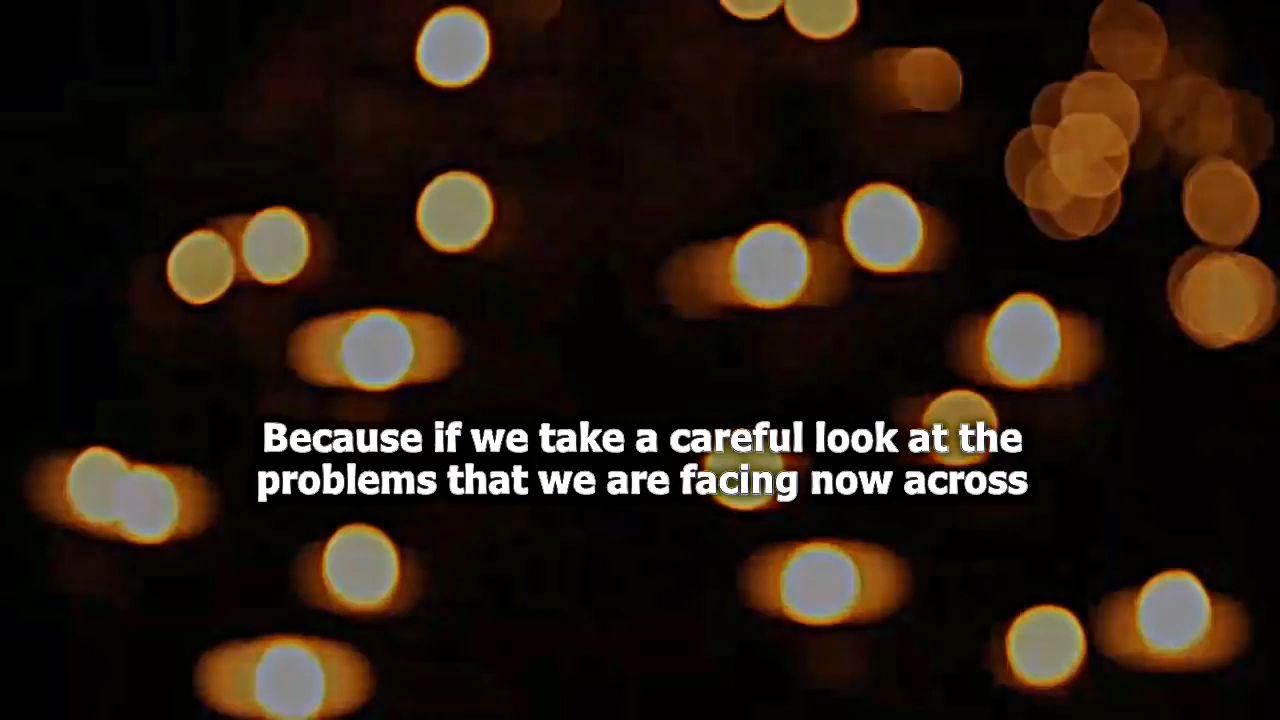 Because if we take a careful look at the
problems that we are facing now across